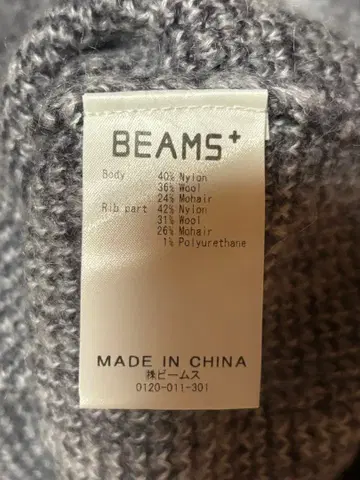 BEAMS+
Body 40% Nylon
36% Wool
24% Mohair
Rib part 42% Nylon
31% Wool
26% Mohair
1% Polyurethane
MADE IN CHINA
㈱ビームス
0120-011-301